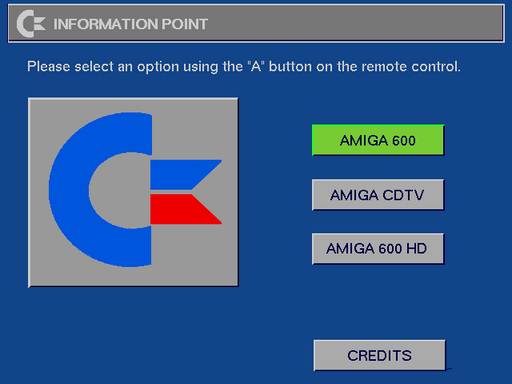 INFORMATION POINT
Please select an option using the "A" button on the remote control.
AMIGA 600
AMIGA CDTV
AMIGA 600 HD
CREDITS